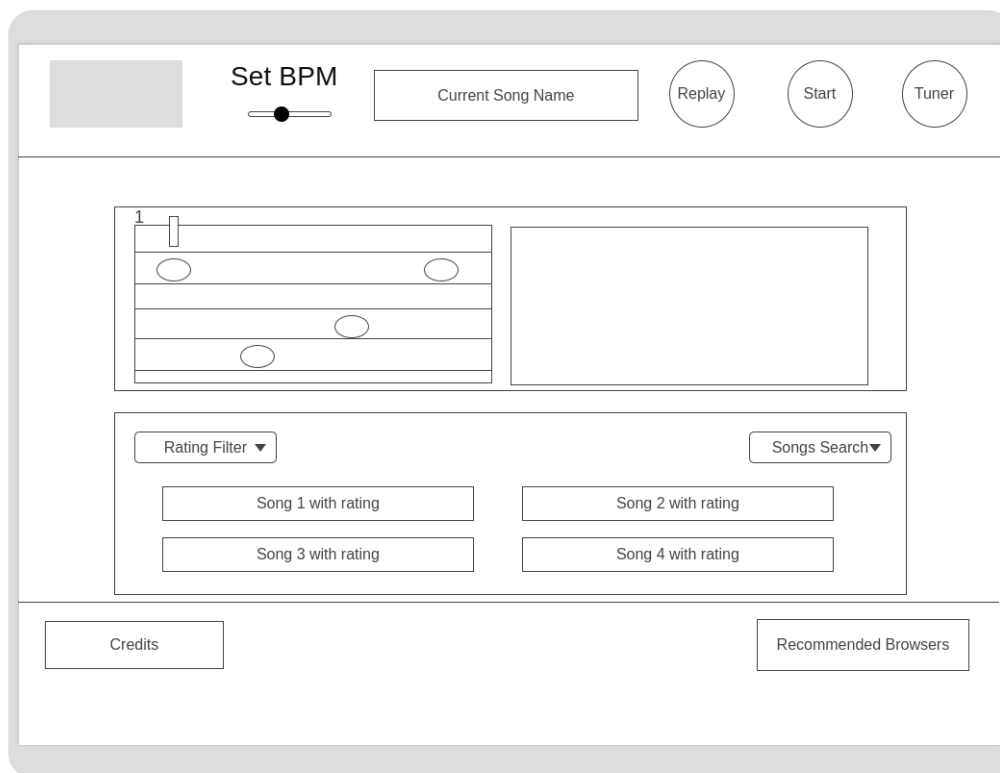 Set BPM
Current Song Name
Replay
Start
Tuner
1
Rating Filter
Songs Search
Song 1 with rating
Song 2 with rating
Song 3 with rating
Song 4 with rating
Credits
Recommended Browsers